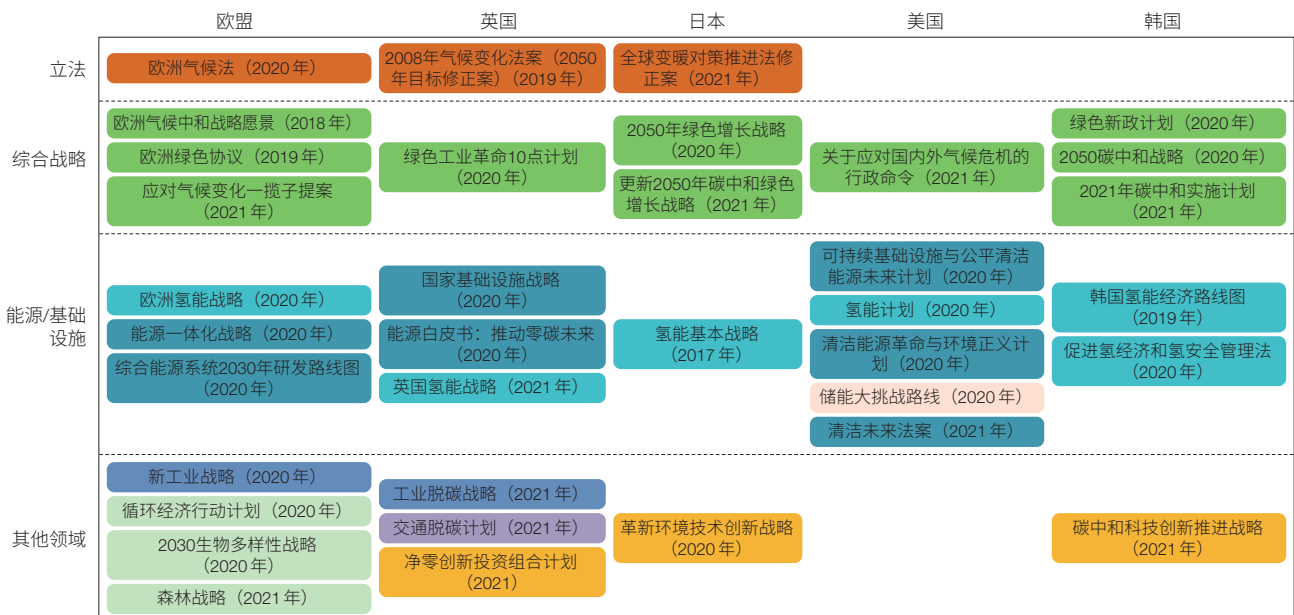 欧盟
英国
日本
美国
韩国
立法
欧洲气候法（2020年）
2008年气候变化法案（2050
年目标修正案）（2019年）
全球变暖对策推进法修
正案（2021年）
综合战略
欧洲气候中和战略愿景（2018年）
欧洲绿色协议（2019年）
应对气候变化一揽子提案
（2021年）
绿色工业革命10点计划
（2020年）
2050年绿色增长战略
（2020年）
更新2050年碳中和绿色
增长战略（2021年）
关于应对国内外气候危机的
行政命令（2021年）
绿色新政计划（2020年）
2050碳中和战略（2020年）
2021年碳中和实施计划
（2021年）
能源/基础
设施
欧洲氢能战略（2020年）
能源一体化战略（2020年）
综合能源系统2030年研发路线图
（2020年）
国家基础设施战略
（2020年）
能源白皮书：推动零碳未来
（2020年）
英国氢能战略（2021年）
氢能基本战略
（2017年）
可持续基础设施与公平清洁
能源未来计划（2020年）
氢能计划（2020年）
清洁能源革命与环境正义计
划（2020年）
储能大挑战路线（2020年）
清洁未来法案（2021年）
韩国氢能经济路线图
（2019年）
促进氢经济和氢安全管理法
（2020年）
其他领域
新工业战略（2020年）
循环经济行动计划（2020年）
2030生物多样性战略
（2020年）
森林战略（2021年）
工业脱碳战略（2021年）
交通脱碳计划（2021年）
净零创新投资组合计划
（2021）
革新环境技术创新战略
（2020年）
碳中和科技创新推进战略
（2021年）